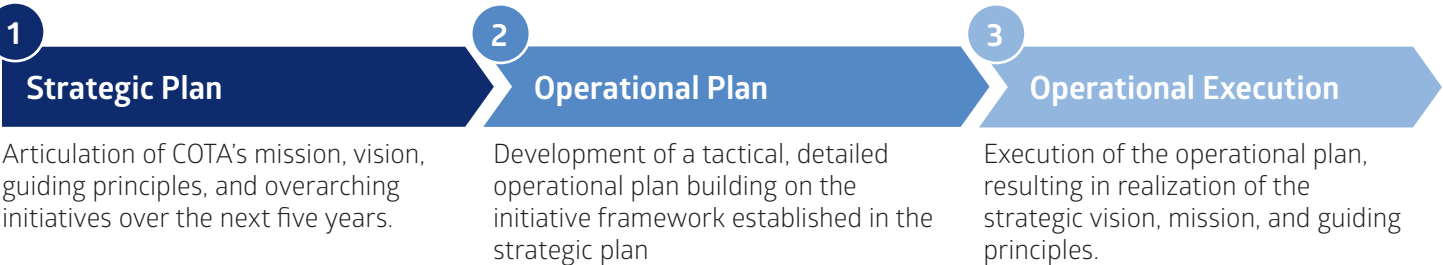 1
Strategic Plan
Articulation of COTA’s mission, vision,
guiding principles, and overarching
initiatives over the next five years.
2
Operational Plan
Development of a tactical, detailed
operational plan building on the
initiative framework established in the
strategic plan
3
Operational Execution
Execution of the operational plan,
resulting in realization of the
strategic vision, mission, and guiding
principles.